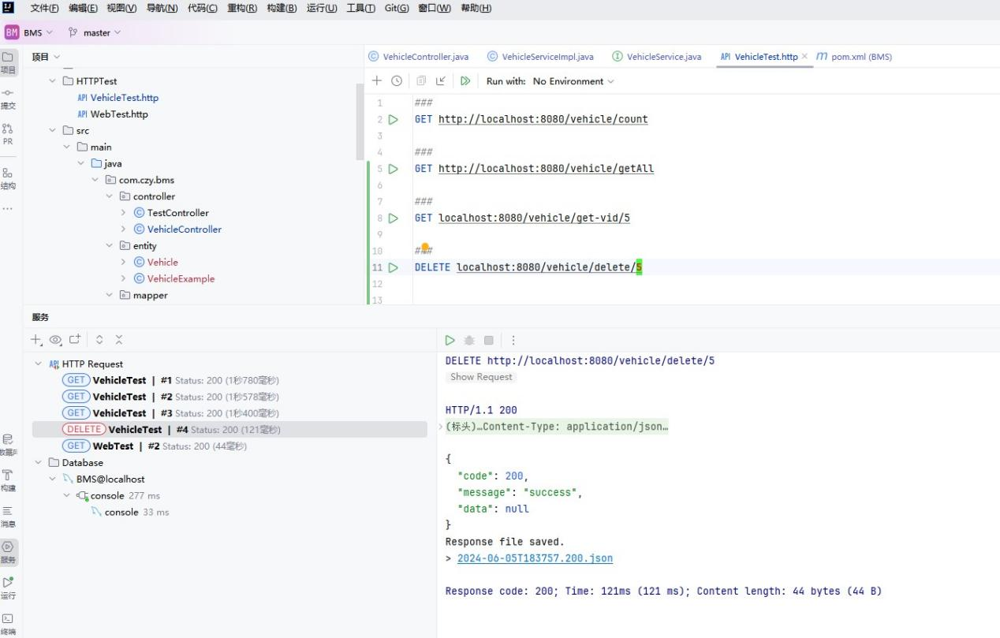 文件(F) 编辑(E) 视图(V) 导航(N) 代码(C) 重构(R) 构建(B) 运行(U) 工具(T) Git(G) 窗口(W) 帮助(H)
BM BMS master
项目
VehicleController.java VehicleServiceImpl.java VehicleService.java API VehicleTest.http pom.xml (BMS)
Run with: No Environment
项目
提交
PR
结构
HTTPTest
API VehicleTest.http
API WebTest.http
src
main
java
com.czy.bms
controller
TestController
VehicleController
entity
Vehicle
VehicleExample
mapper
1 ###
2 GET http://localhost:8080/vehicle/count
3
4 ###
5 GET http://localhost:8080/vehicle/getAll
6
7 ###
8 GET localhost:8080/vehicle/get-vid/5
9
10 ###
11 DELETE localhost:8080/vehicle/delete/5
12
13
服务
HTTP Request
GET VehicleTest | #1 Status: 200 (1秒780毫秒)
GET VehicleTest | #2 Status: 200 (1秒578毫秒)
GET VehicleTest | #3 Status: 200 (1秒400毫秒)
DELETE VehicleTest | #4 Status: 200 (121毫秒)
GET WebTest | #2 Status: 200 (44毫秒)
Database
BMS@localhost
console 277 ms
console 33 ms
数据库
构建
消息
服务
运行
终端
DELETE http://localhost:8080/vehicle/delete/5
Show Request
HTTP/1.1 200
(标头)…Content-Type: application/json…
{
"code": 200,
"message": "success",
"data": null
}
Response file saved.
> 2024-06-05T183757.200.json
Response code: 200; Time: 121ms (121 ms); Content length: 44 bytes (44 B)